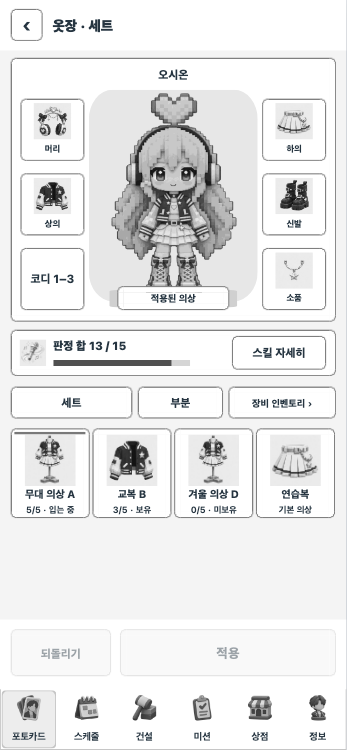 ‹ 옷장 · 세트
오시온
머리
하의
상의
신발
코디 1–3
적용된 의상
소품
판정 합 13 / 15
스킬 자세히
세트
부분
장비 인벤토리 ›
무대 의상 A
교복 B
겨울 의상 D
연습복
5/5 · 입는 중
3/5 · 보유
0/5 · 미보유
기본 의상
되돌리기
적용
포토카드
스케줄
건설
미션
상점
정보